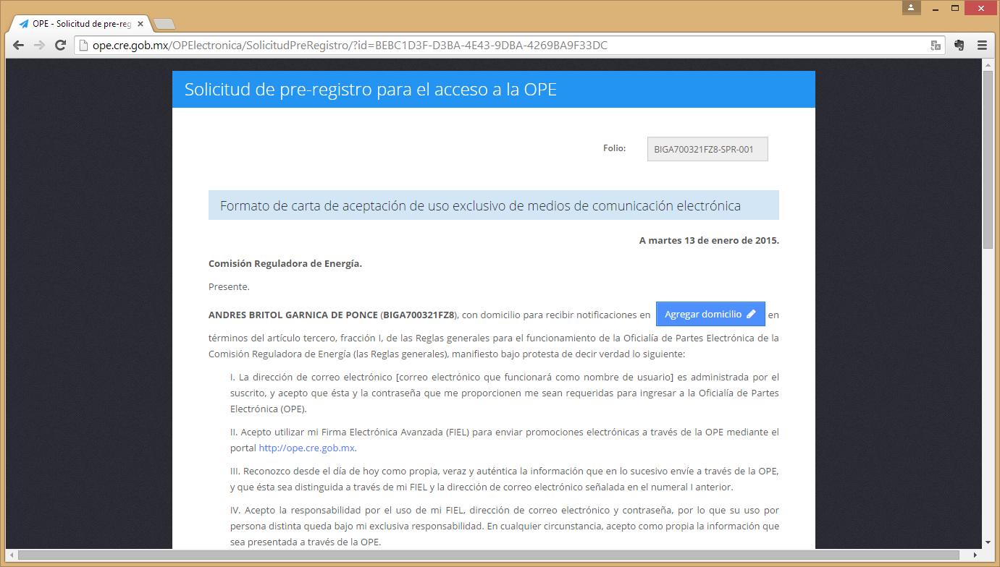 OPE - Solicitud de pre-reg
ope.cre.gob.mx/OPElectronica/SolicitudPreRegistro/?id=BEBC1D3F-D3BA-4E43-9DBA-4269BA9F33DC
Solicitud de pre-registro para el acceso a la OPE
Folio: BIGA700321FZ8-SPR-001
Formato de carta de aceptación de uso exclusivo de medios de comunicación electrónica
A martes 13 de enero de 2015.
Comisión Reguladora de Energía.
Presente.
ANDRES BRITOL GARNICA DE PONCE (BIGA700321FZ8), con domicilio para recibir notificaciones en Agregar domicilio en
términos del artículo tercero, fracción I, de las Reglas generales para el funcionamiento de la Oficialía de Partes Electrónica de la
Comisión Reguladora de Energía (las Reglas generales), manifiesto bajo protesta de decir verdad lo siguiente:
I. La dirección de correo electrónico [correo electrónico que funcionará como nombre de usuario] es administrada por el
suscrito, y acepto que ésta y la contraseña que me proporcionen me sean requeridas para ingresar a la Oficialía de Partes
Electrónica (OPE).
II. Acepto utilizar mi Firma Electrónica Avanzada (FIEL) para enviar promociones electrónicas a través de la OPE mediante el
portal http://ope.cre.gob.mx.
III. Reconozco desde el día de hoy como propia, veraz y auténtica la información que en lo sucesivo envíe a través de la OPE,
y que ésta sea distinguida a través de mi FIEL y la dirección de correo electrónico señalada en el numeral I anterior.
IV. Acepto la responsabilidad por el uso de mi FIEL, dirección de correo electrónico y contraseña, por lo que su uso por
persona distinta queda bajo mi exclusiva responsabilidad. En cualquier circunstancia, acepto como propia la información que
sea presentada a través de la OPE.